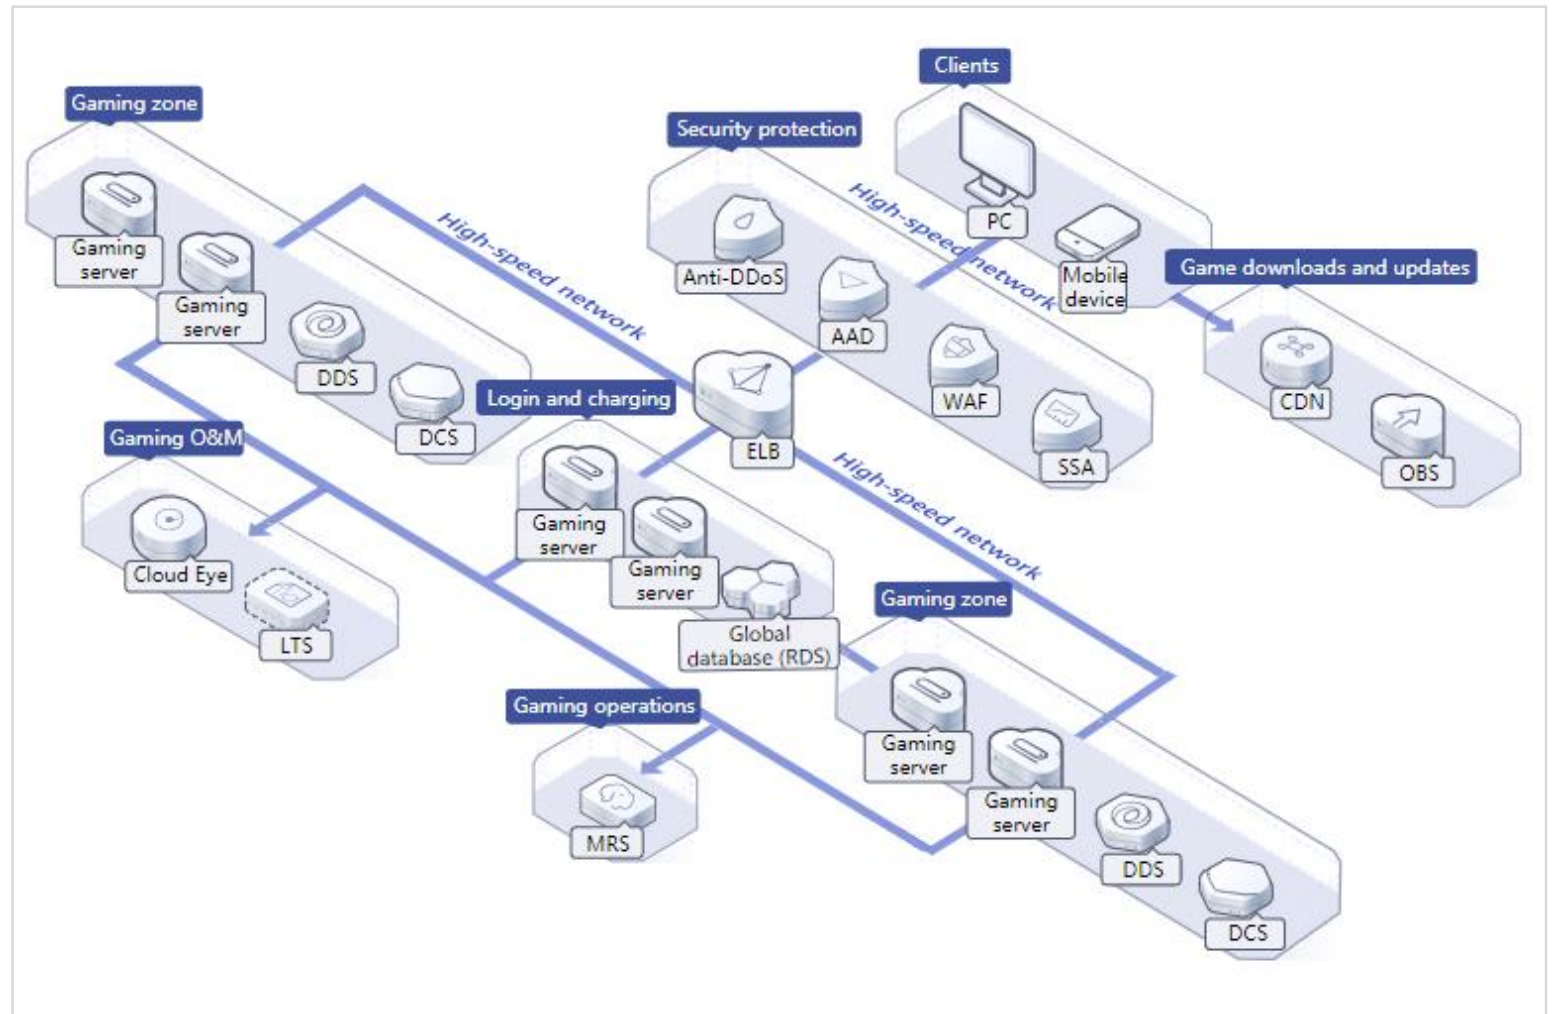 Clients
PC
Mobile
device
High-speed network
Security protection
Anti-DDoS
AAD
WAF
SSA
Game downloads and updates
CDN
OBS
Gaming zone
Gaming
server
Gaming
server
DDS
DCS
High-speed network
ELB
Login and charging
Gaming
server
Gaming
server
Global
database (RDS)
High-speed network
Gaming O&M
Cloud Eye
LTS
Gaming operations
MRS
Gaming zone
Gaming
server
Gaming
server
DDS
DCS